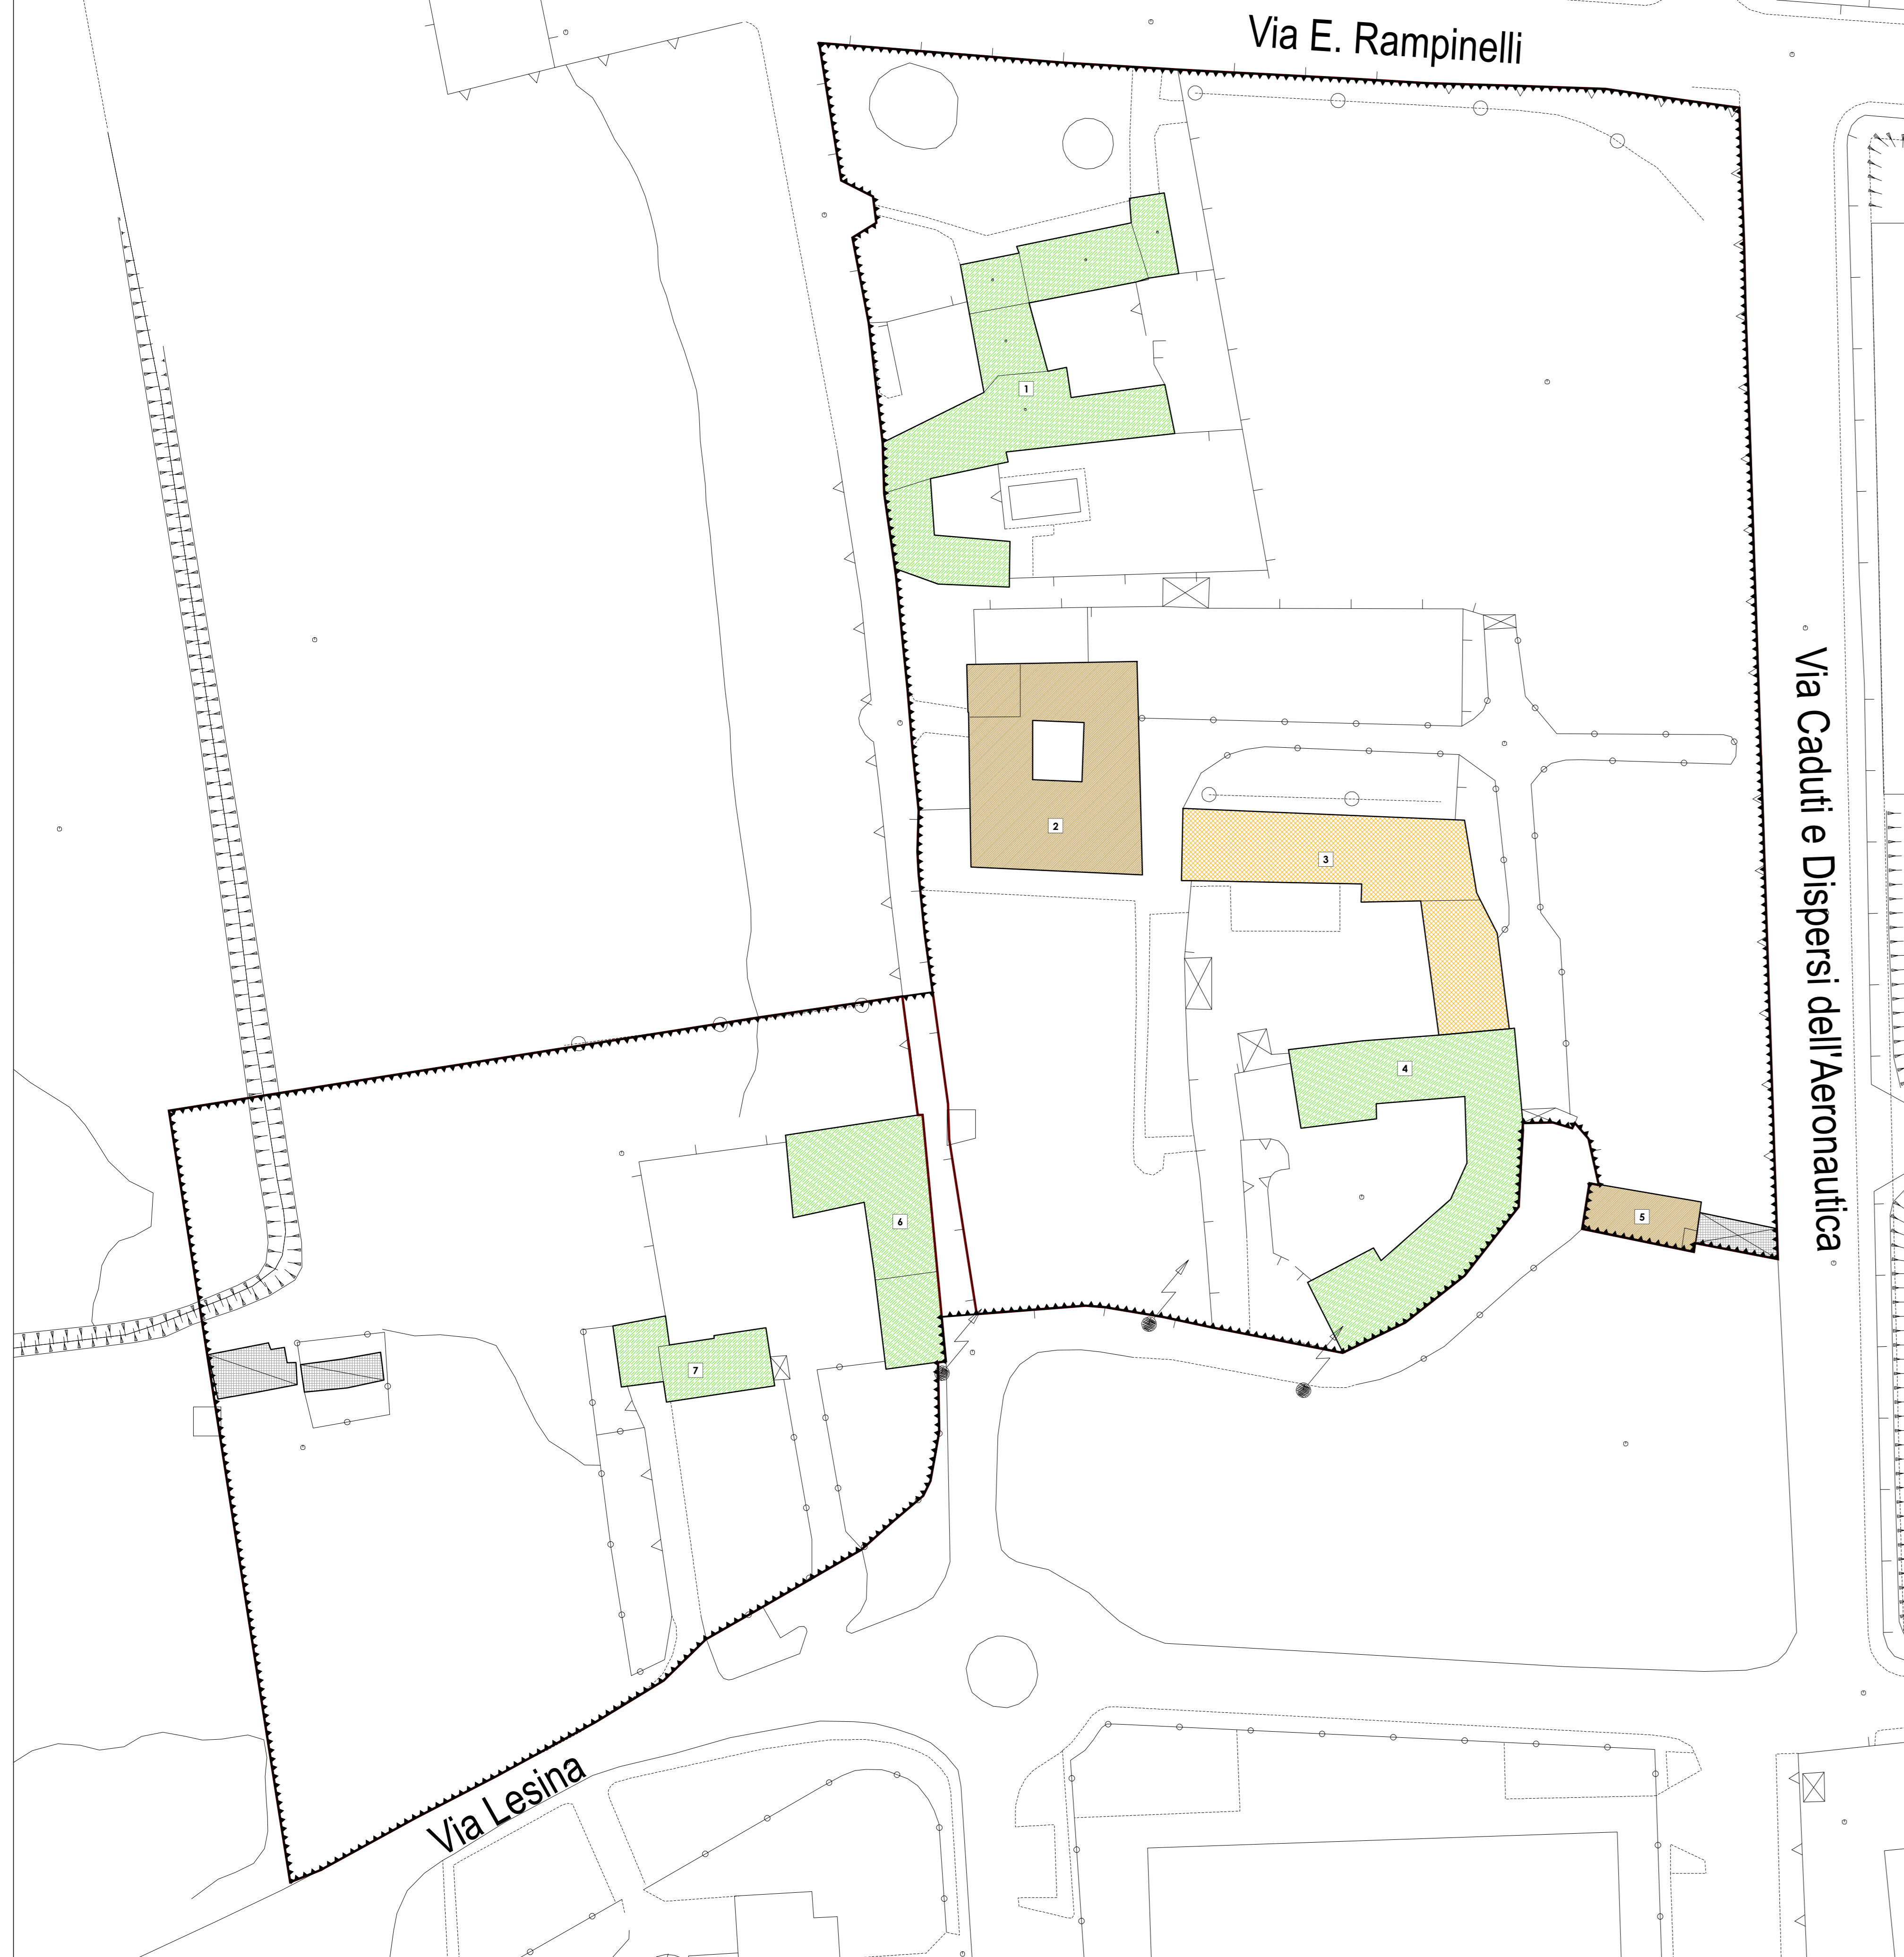 Via E. Rampinelli
1
Via Caduti e Dispersi dell'Aeronautica
2
3
4
5
6
7
Via Lesina